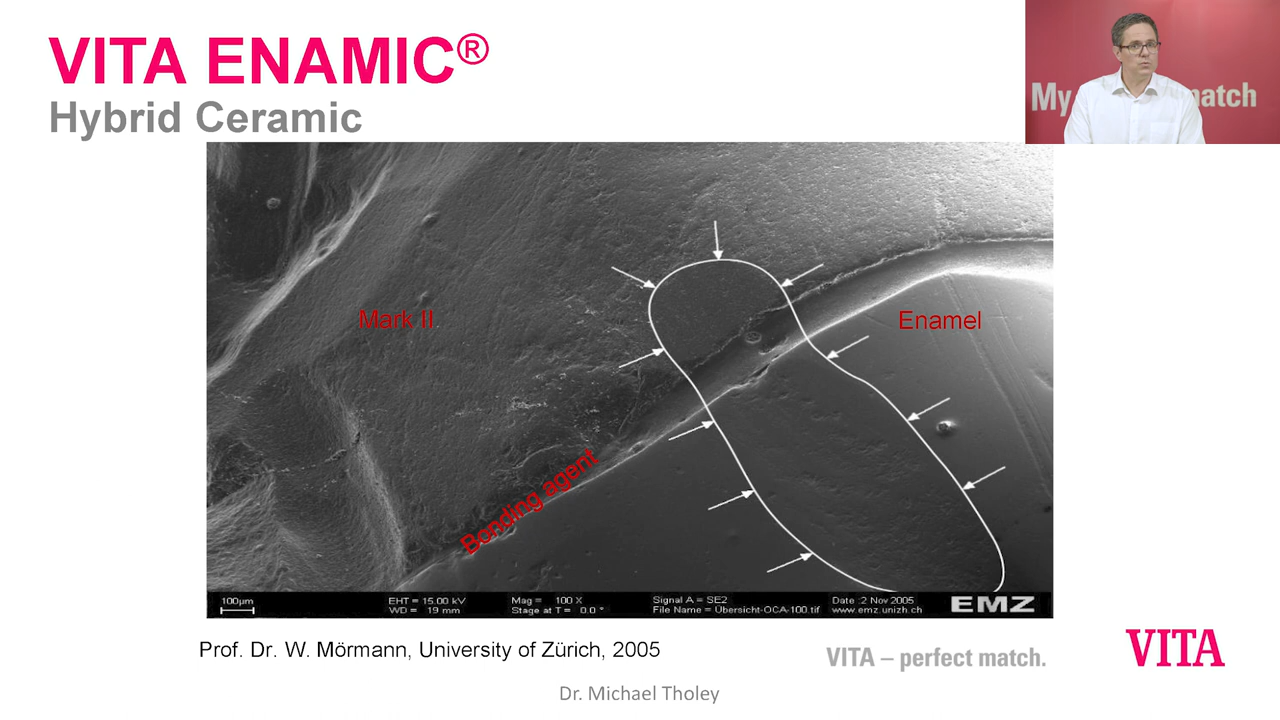 VITA ENAMIC®
Hybrid Ceramic
My match
Mark II
Enamel
Bonding agent
100µm
EHT = 15.00 kV
WD = 19 mm
Mag = 100 X
Stage at T = 0.0 °
Signal A = SE2
File Name = Übersicht-OCA-100.tif
Date :2 Nov 2005
www.emz.unizh.ch
EMZ
Prof. Dr. W. Mörmann, University of Zürich, 2005
VITA – perfect match.
VITA
Dr. Michael Tholey